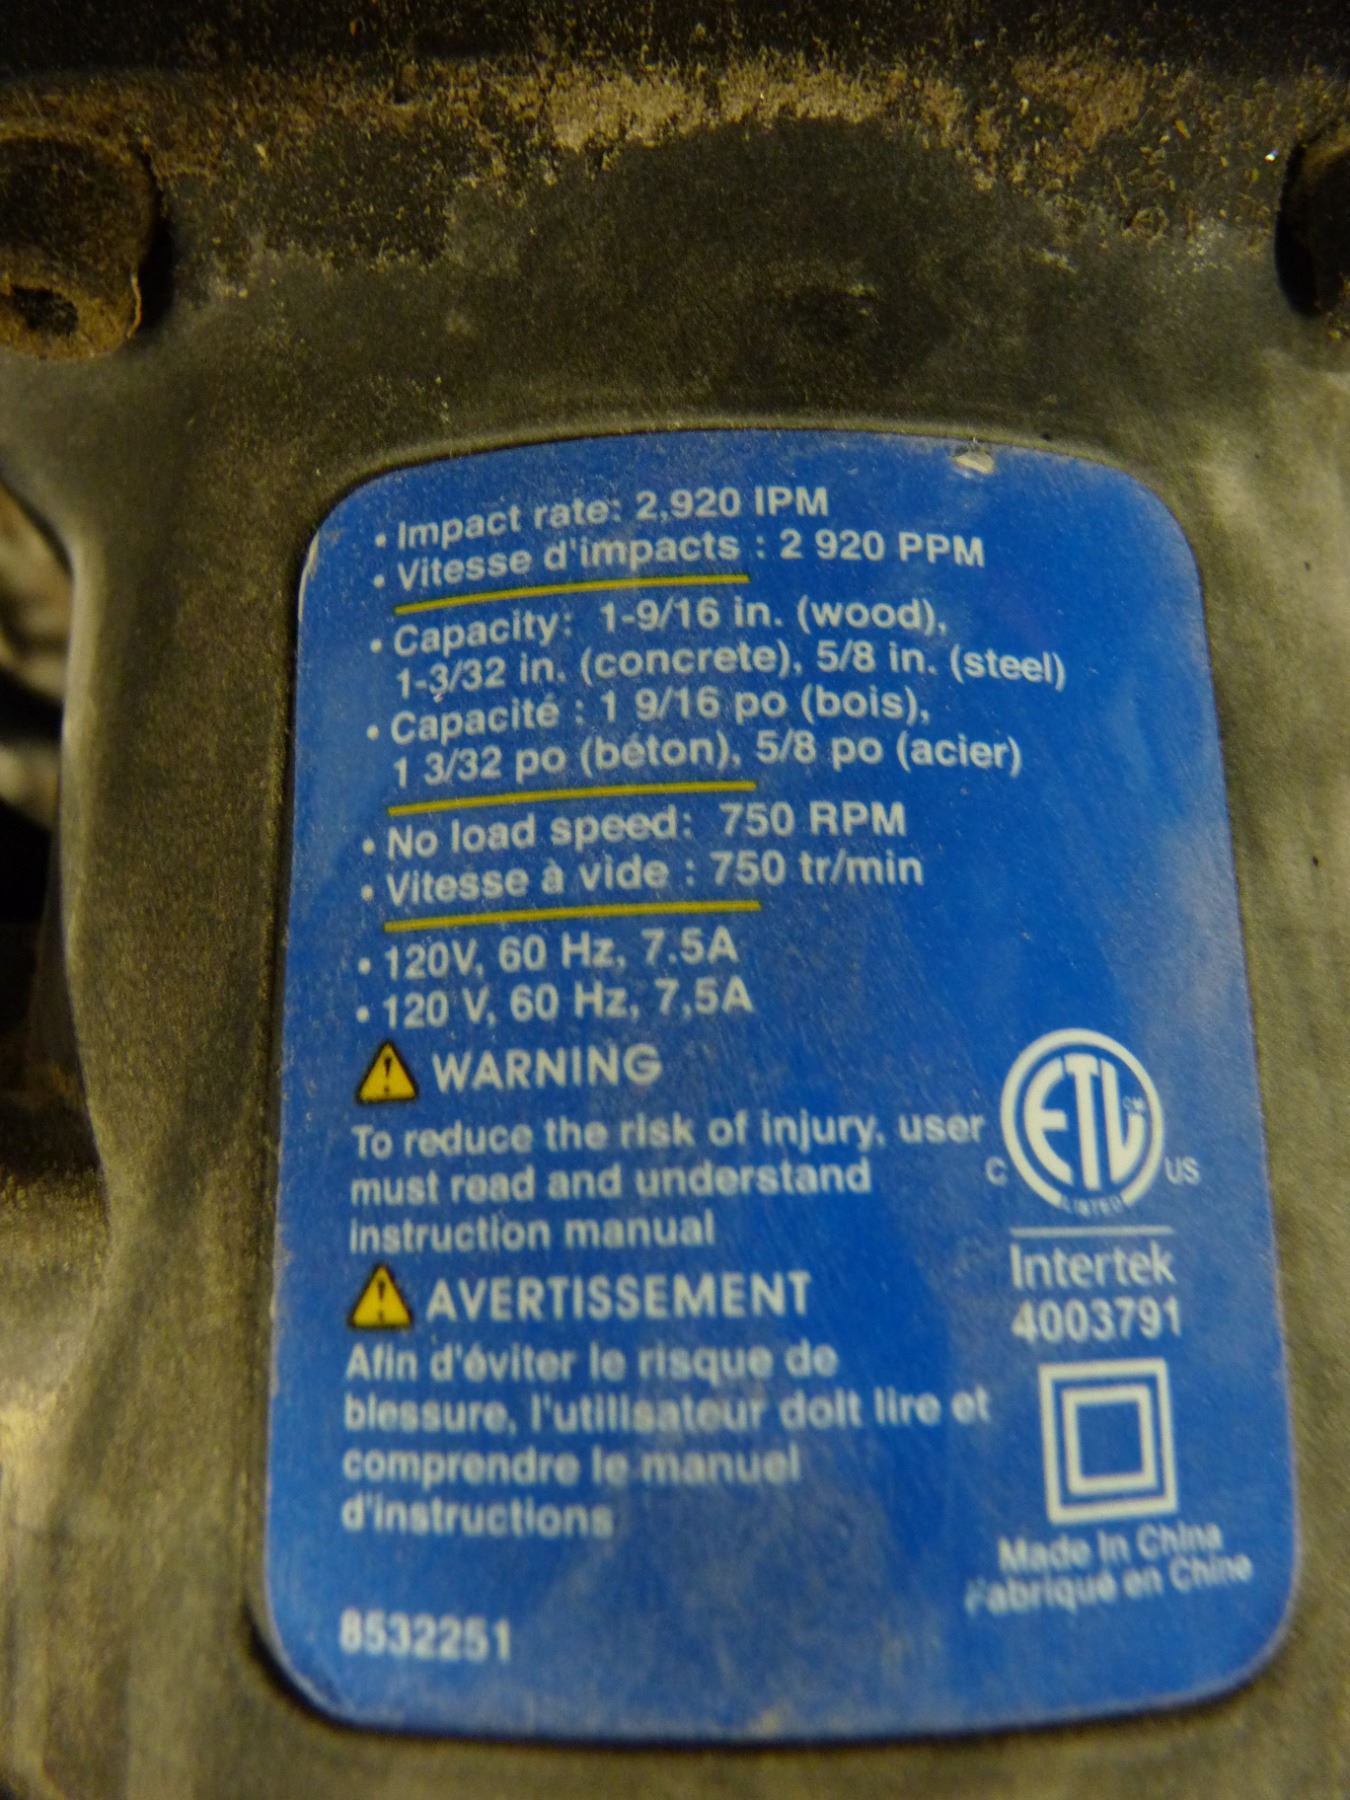 • Impact rate: 2,920 IPM
• Vitesse d'impacts : 2 920 PPM
• Capacity: 1-9/16 in. (wood),
1-3/32 in. (concrete), 5/8 in. (steel)
• Capacité : 1 9/16 po (bois),
1 3/32 po (béton), 5/8 po (acier)
• No load speed: 750 RPM
• Vitesse à vide : 750 tr/min
• 120V, 60 Hz, 7.5A
• 120 V, 60 Hz, 7,5A
WARNING
To reduce the risk of injury, user
must read and understand
instruction manual
AVERTISSEMENT
Afin d'éviter le risque de
blessure, l'utilisateur doit lire et
comprendre le manuel
d'instructions
8532251
ETL CM
C US
LISTED
Intertek
4003791
Made in China
Fabriqué en Chine